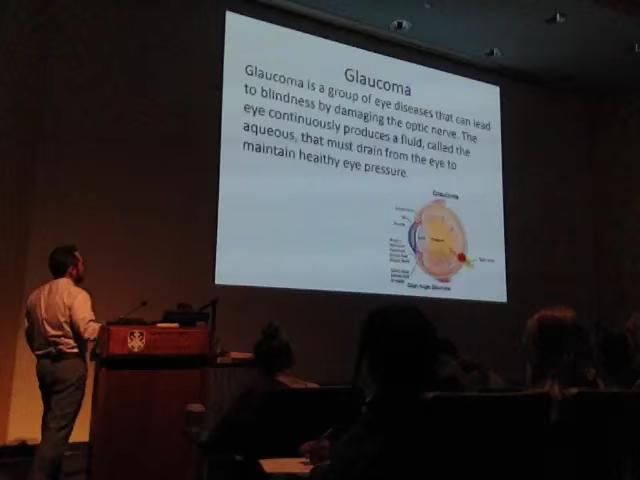 Glaucoma
Glaucoma is a group of eye diseases that can lead
to blindness by damaging the optic nerve. The
eye continuously produces a fluid, called the
aqueous, that must drain from the eye to
maintain healthy eye pressure.